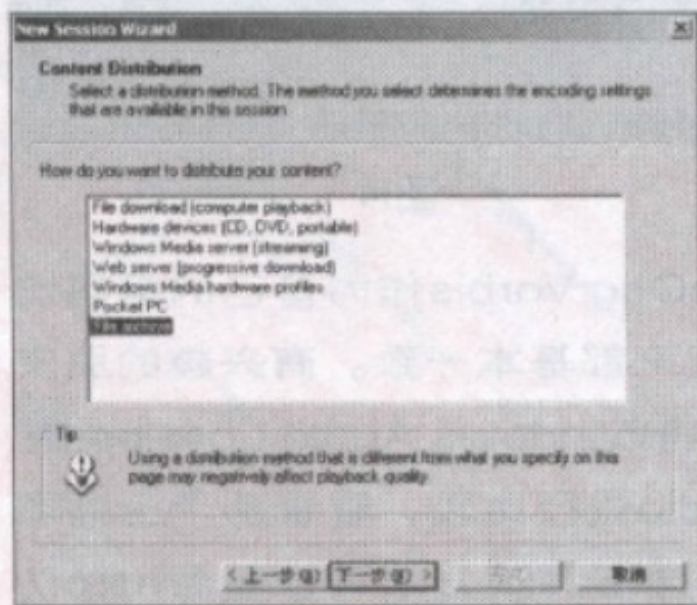 New Session Wizard
Content Distribution
Select a distribution method. The method you select determines the encoding settings
that are available in this session
How do you want to distribute your content?
File download (computer playback)
Hardware devices (CD, DVD, portable)
Windows Media server (streaming)
Web server (progressive download)
Windows Media hardware profiles
Pocket PC
File archive
Tip
Using a distribution method that is different from what you specify on this
page may negatively affect playback quality.
< 上一步(B) 下一步(N) > 完成 取消